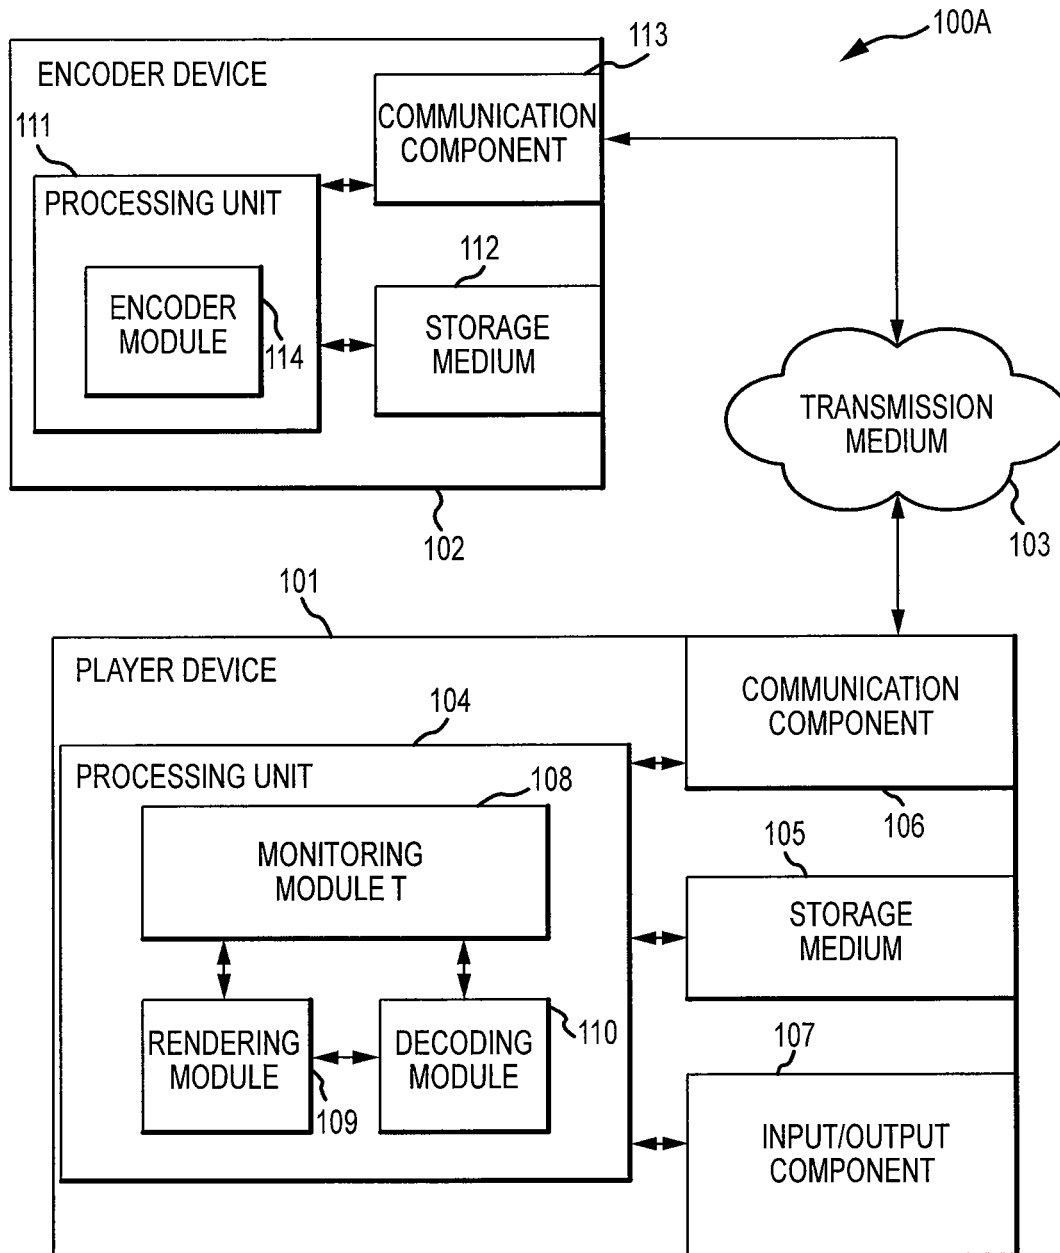 100A
113
ENCODER DEVICE
COMMUNICATION
COMPONENT
111
PROCESSING UNIT
112
ENCODER
MODULE
114
STORAGE
MEDIUM
TRANSMISSION
MEDIUM
102
103
101
PLAYER DEVICE
COMMUNICATION
COMPONENT
104
PROCESSING UNIT
108
106
MONITORING
MODULE T
105
STORAGE
MEDIUM
RENDERING
MODULE
109
DECODING
MODULE
110
107
INPUT/OUTPUT
COMPONENT